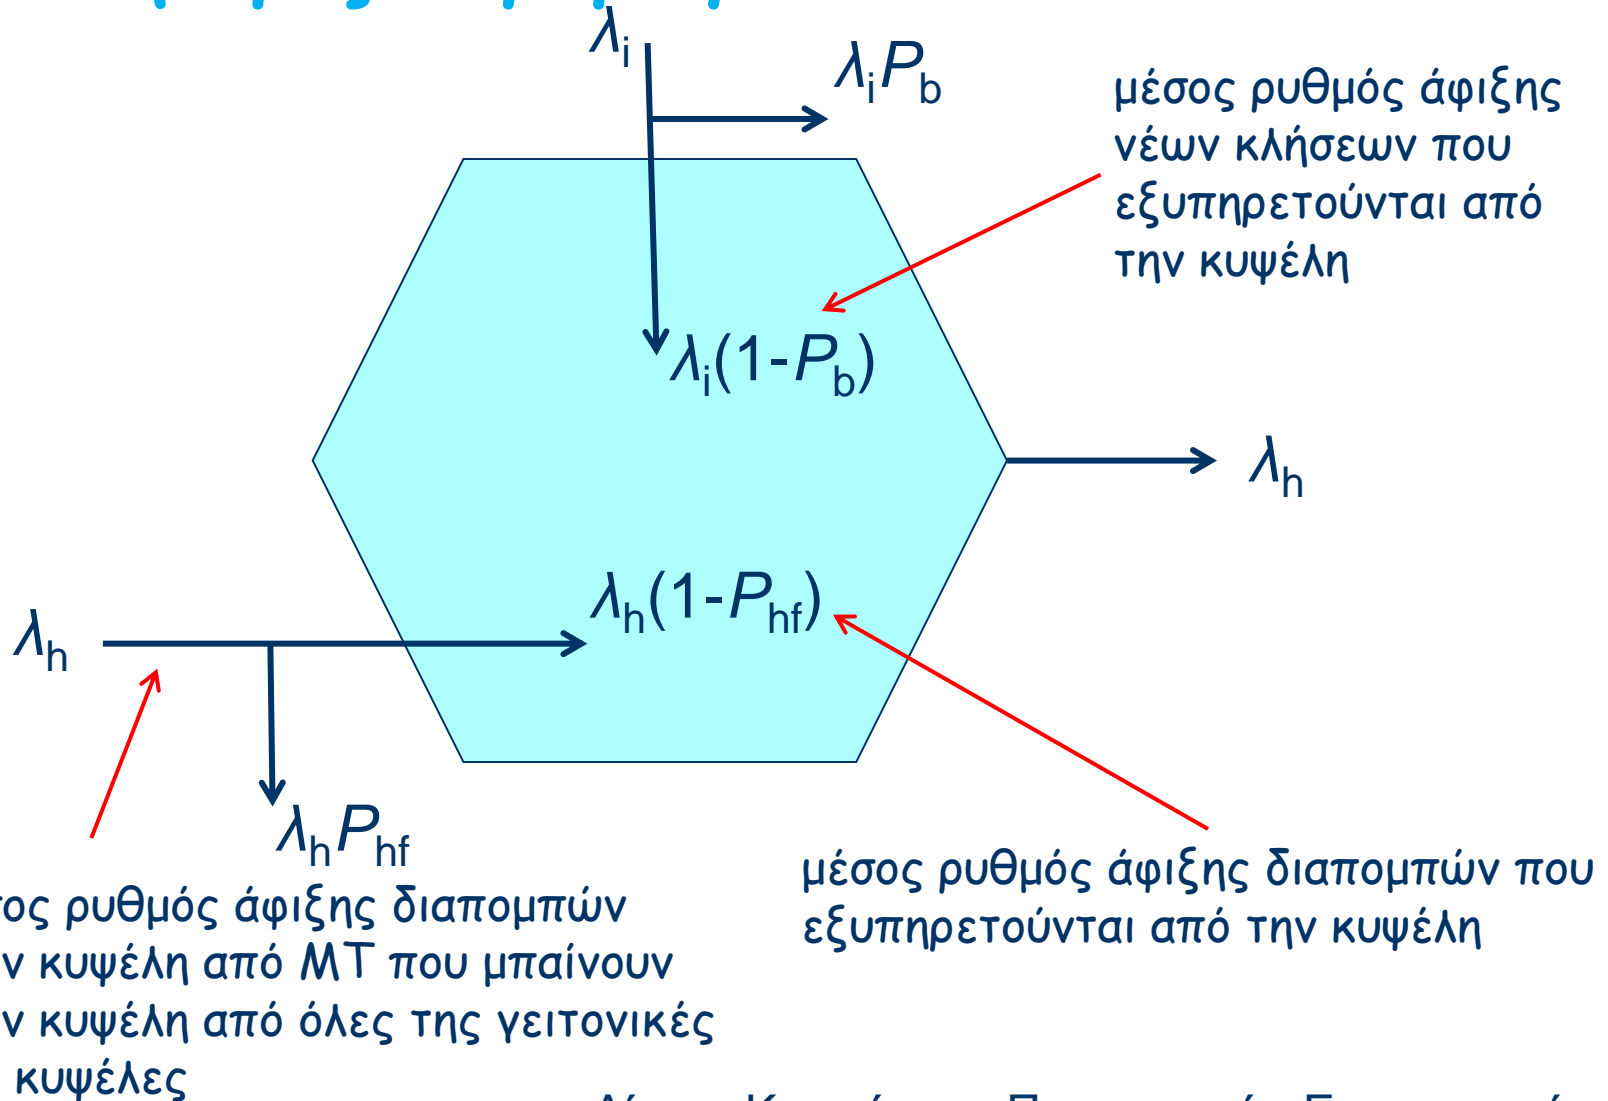 λi
λiPb
μέσος ρυθμός άφιξης
νέων κλήσεων που
εξυπηρετούνται από
την κυψέλη
λi(1-Pb)
λh
λh(1-Phf)
λh
λhPhf
ρυθμός άφιξης διαπομπών
κυψέλη από ΜΤ που μπαίνουν
κυψέλη από όλες της γειτονικές
κυψέλες
μέσος ρυθμός άφιξης διαπομπών που
εξυπηρετούνται από την κυψέλη